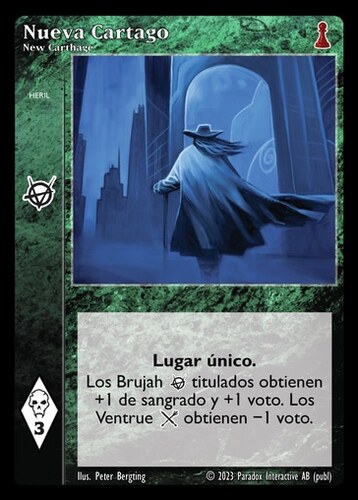 Nueva Cartago
New Carthage
HERIL
Lugar único.
Los Brujah titulados obtienen
+1 de sangrado y +1 voto. Los
Ventrue obtienen −1 voto.
3
Illus. Peter Bergting © 2023 Paradox Interactive AB (publ)